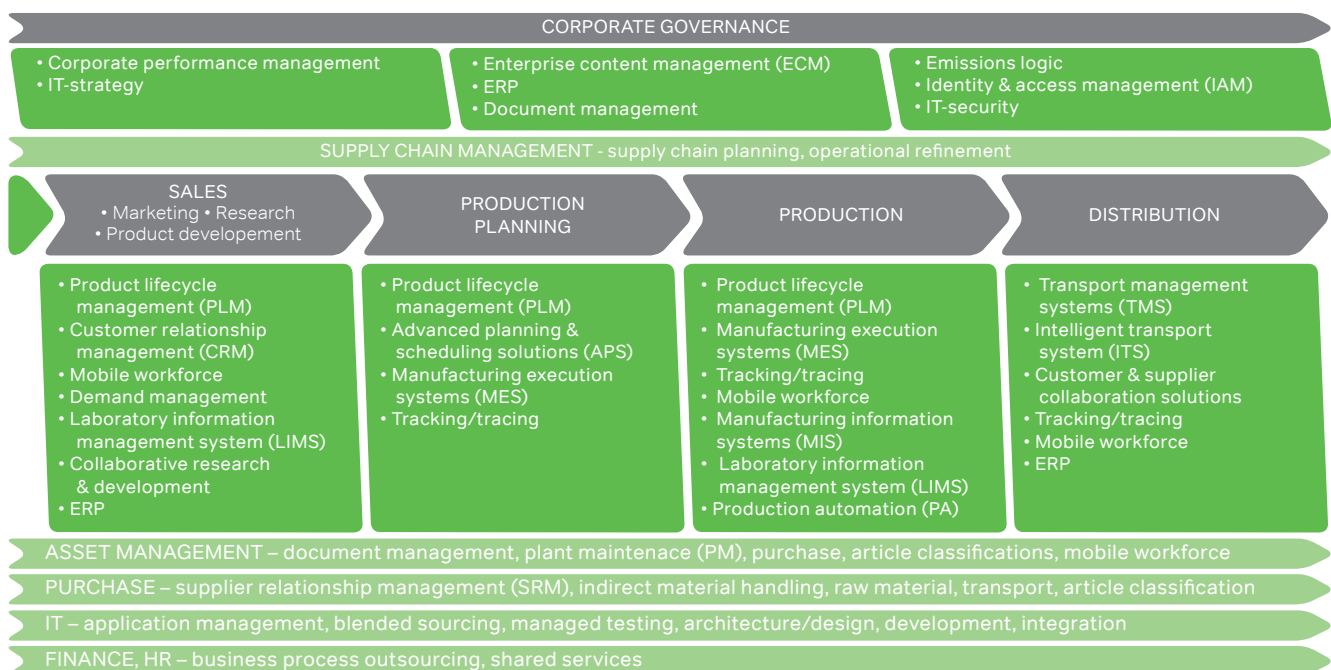 CORPORATE GOVERNANCE
• Corporate performance management
• IT-strategy
• Enterprise content management (ECM)
• ERP
• Document management
• Emissions logic
• Identity & access management (IAM)
• IT-security
SUPPLY CHAIN MANAGEMENT - supply chain planning, operational refinement
SALES
• Marketing • Research
• Product developement
PRODUCTION
PLANNING
PRODUCTION
DISTRIBUTION
• Product lifecycle
management (PLM)
• Customer relationship
management (CRM)
• Mobile workforce
• Demand management
• Laboratory information
management system (LIMS)
• Collaborative research
& development
• ERP
• Product lifecycle
management (PLM)
• Advanced planning &
scheduling solutions (APS)
• Manufacturing execution
systems (MES)
• Tracking/tracing
• Product lifecycle
management (PLM)
• Manufacturing execution
systems (MES)
• Tracking/tracing
• Mobile workforce
• Manufacturing information
systems (MIS)
• Laboratory information
management system (LIMS)
• Production automation (PA)
• Transport management
systems (TMS)
• Intelligent transport
system (ITS)
• Customer & supplier
collaboration solutions
• Tracking/tracing
• Mobile workforce
• ERP
ASSET MANAGEMENT – document management, plant maintenace (PM), purchase, article classifications, mobile workforce
PURCHASE – supplier relationship management (SRM), indirect material handling, raw material, transport, article classification
IT – application management, blended sourcing, managed testing, architecture/design, development, integration
FINANCE, HR – business process outsourcing, shared services